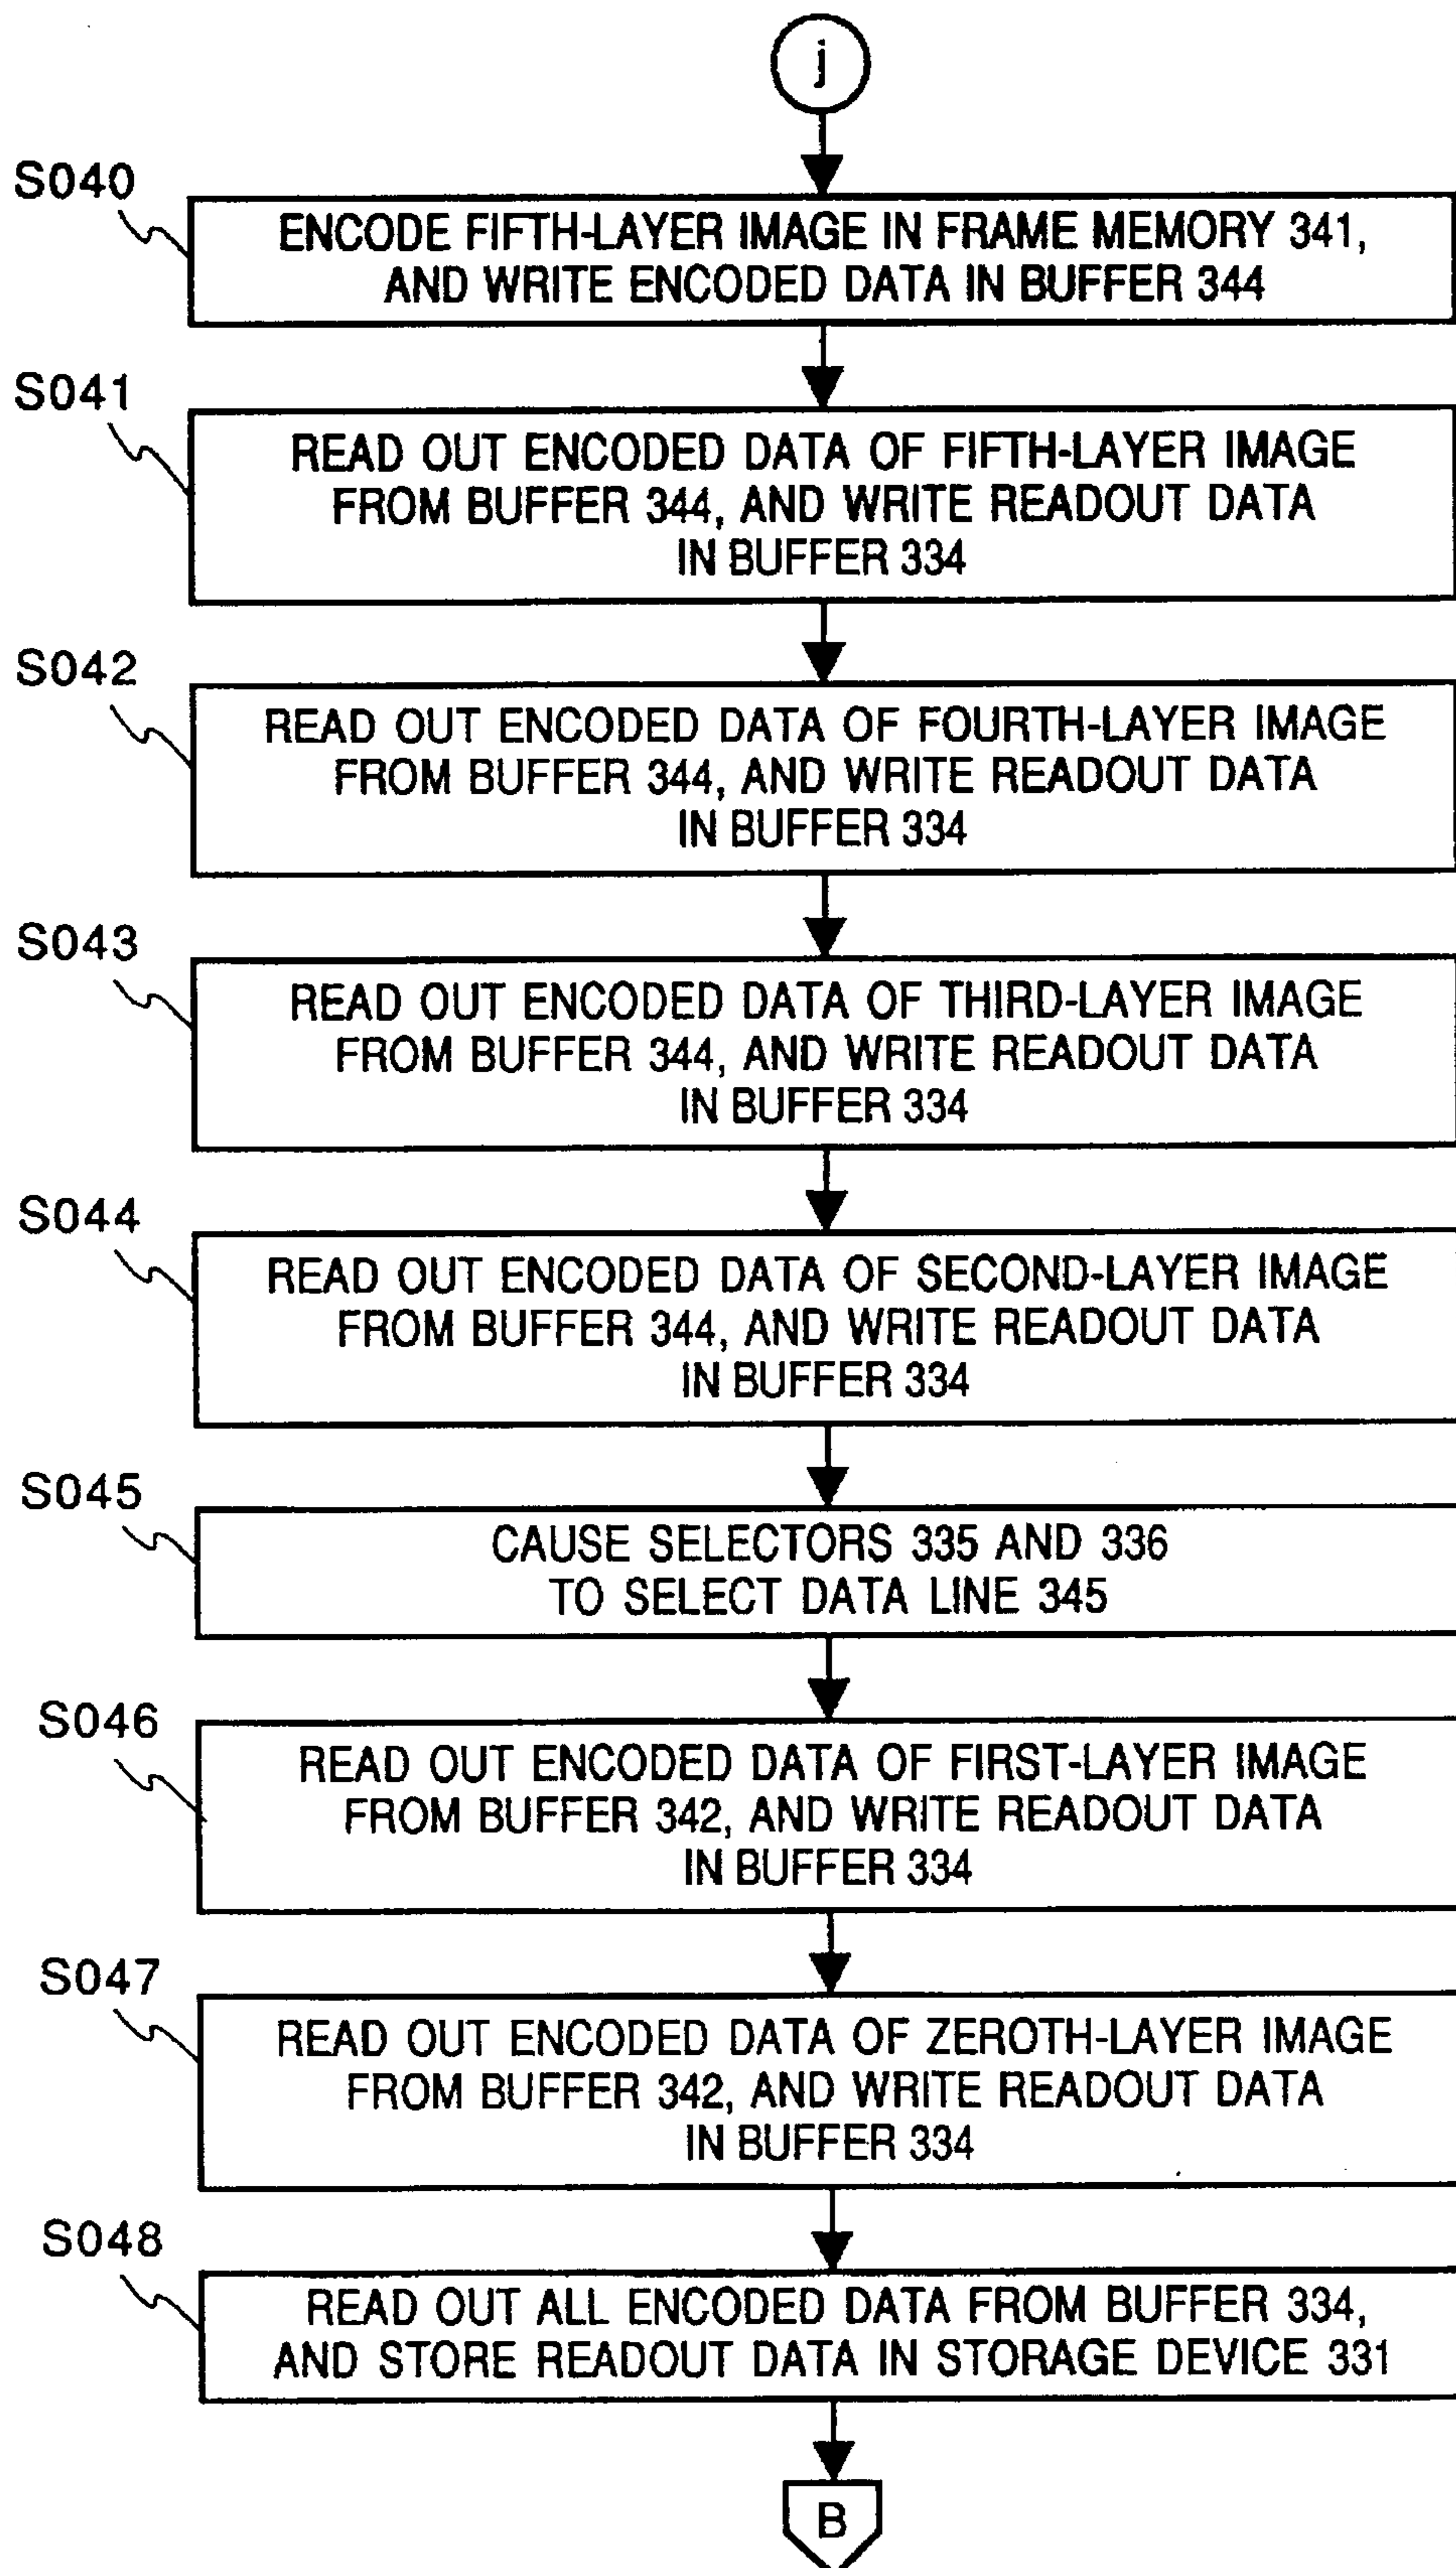 j
S040
ENCODE FIFTH-LAYER IMAGE IN FRAME MEMORY 341,
AND WRITE ENCODED DATA IN BUFFER 344
S041
READ OUT ENCODED DATA OF FIFTH-LAYER IMAGE
FROM BUFFER 344, AND WRITE READOUT DATA
IN BUFFER 334
S042
READ OUT ENCODED DATA OF FOURTH-LAYER IMAGE
FROM BUFFER 344, AND WRITE READOUT DATA
IN BUFFER 334
S043
READ OUT ENCODED DATA OF THIRD-LAYER IMAGE
FROM BUFFER 344, AND WRITE READOUT DATA
IN BUFFER 334
S044
READ OUT ENCODED DATA OF SECOND-LAYER IMAGE
FROM BUFFER 344, AND WRITE READOUT DATA
IN BUFFER 334
S045
CAUSE SELECTORS 335 AND 336
TO SELECT DATA LINE 345
S046
READ OUT ENCODED DATA OF FIRST-LAYER IMAGE
FROM BUFFER 342, AND WRITE READOUT DATA
IN BUFFER 334
S047
READ OUT ENCODED DATA OF ZEROTH-LAYER IMAGE
FROM BUFFER 342, AND WRITE READOUT DATA
IN BUFFER 334
S048
READ OUT ALL ENCODED DATA FROM BUFFER 334,
AND STORE READOUT DATA IN STORAGE DEVICE 331
B